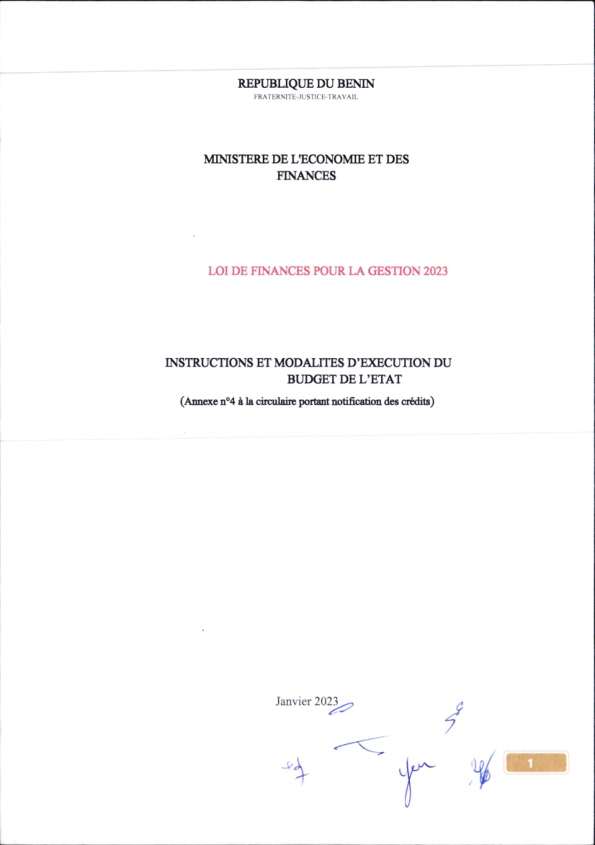 REPUBLIQUE DU BENIN
FRATERNITE-JUSTICE-TRAVAIL
MINISTERE DE L'ECONOMIE ET DES
FINANCES
LOI DE FINANCES POUR LA GESTION 2023
INSTRUCTIONS ET MODALITES D’EXECUTION DU
BUDGET DE L’ETAT
(Annexe n°4 à la circulaire portant notification des crédits)
Janvier 2023
1